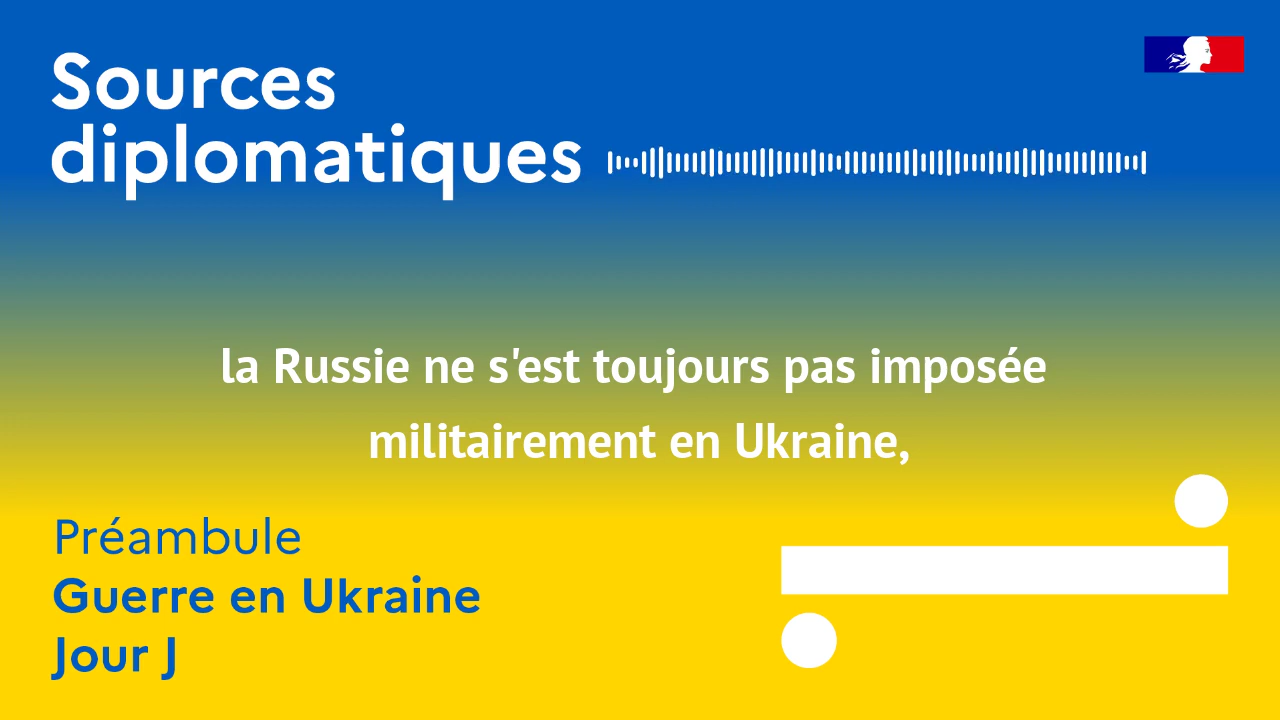 Sources
diplomatiques
la Russie ne s'est toujours pas imposée
militairement en Ukraine,
Préambule
Guerre en Ukraine
Jour J